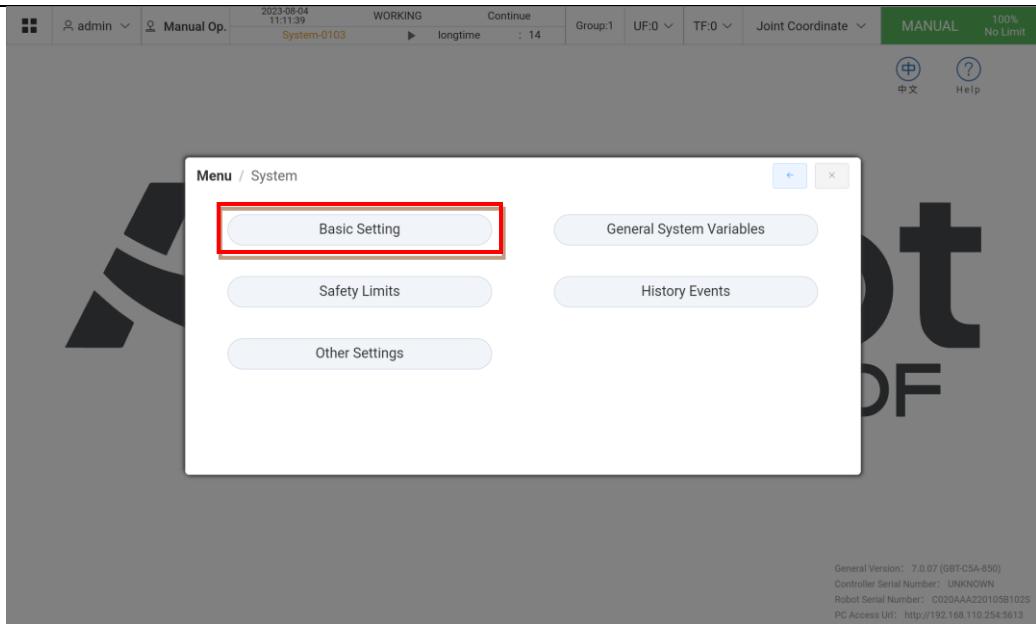 admin
Manual Op.
2023-08-04
11:11:39
WORKING
Continue
System-0103
longtime : 14
Group:1
UF:0
TF:0
Joint Coordinate
MANUAL
100%
No Limit
中
中文
?
Help
Menu / System
Basic Setting
General System Variables
Safety Limits
History Events
Other Settings
General Version: 7.0.07 (GBT-C5A-850)
Controller Serial Number: UNKNOWN
Robot Serial Number: C020AAA220105B102S
PC Access Url: http://192.168.110.254:5613